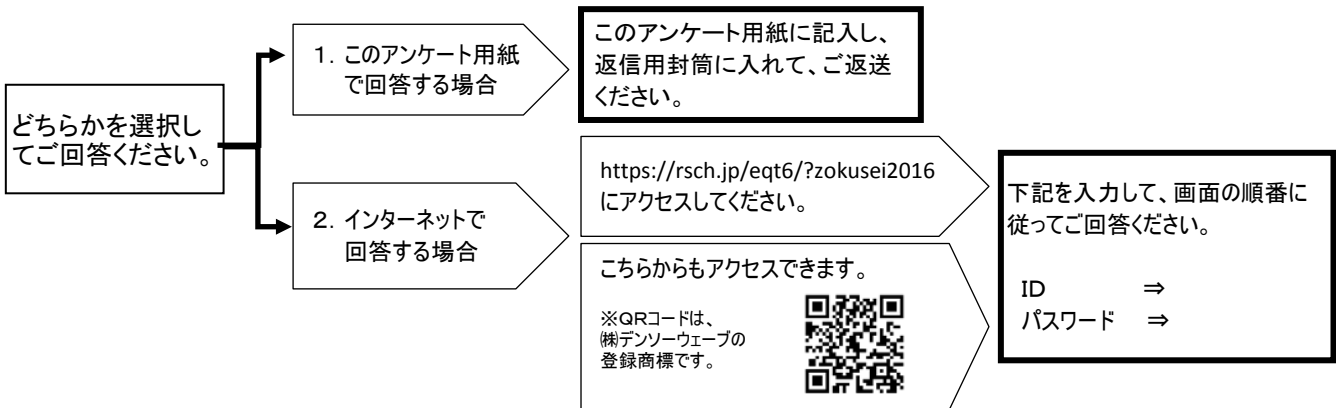 どちらかを選択し
てご回答ください。
1. このアンケート用紙
で回答する場合
このアンケート用紙に記入し、
返信用封筒に入れて、ご返送
ください。
2. インターネットで
回答する場合
https://rsch.jp/eqt6/?zokusei2016
にアクセスしてください。
こちらからもアクセスできます。
※QRコードは、
㈱デンソーウェーブの
登録商標です。
下記を入力して、画面の順番に
従ってご回答ください。
ID ⇒
パスワード ⇒